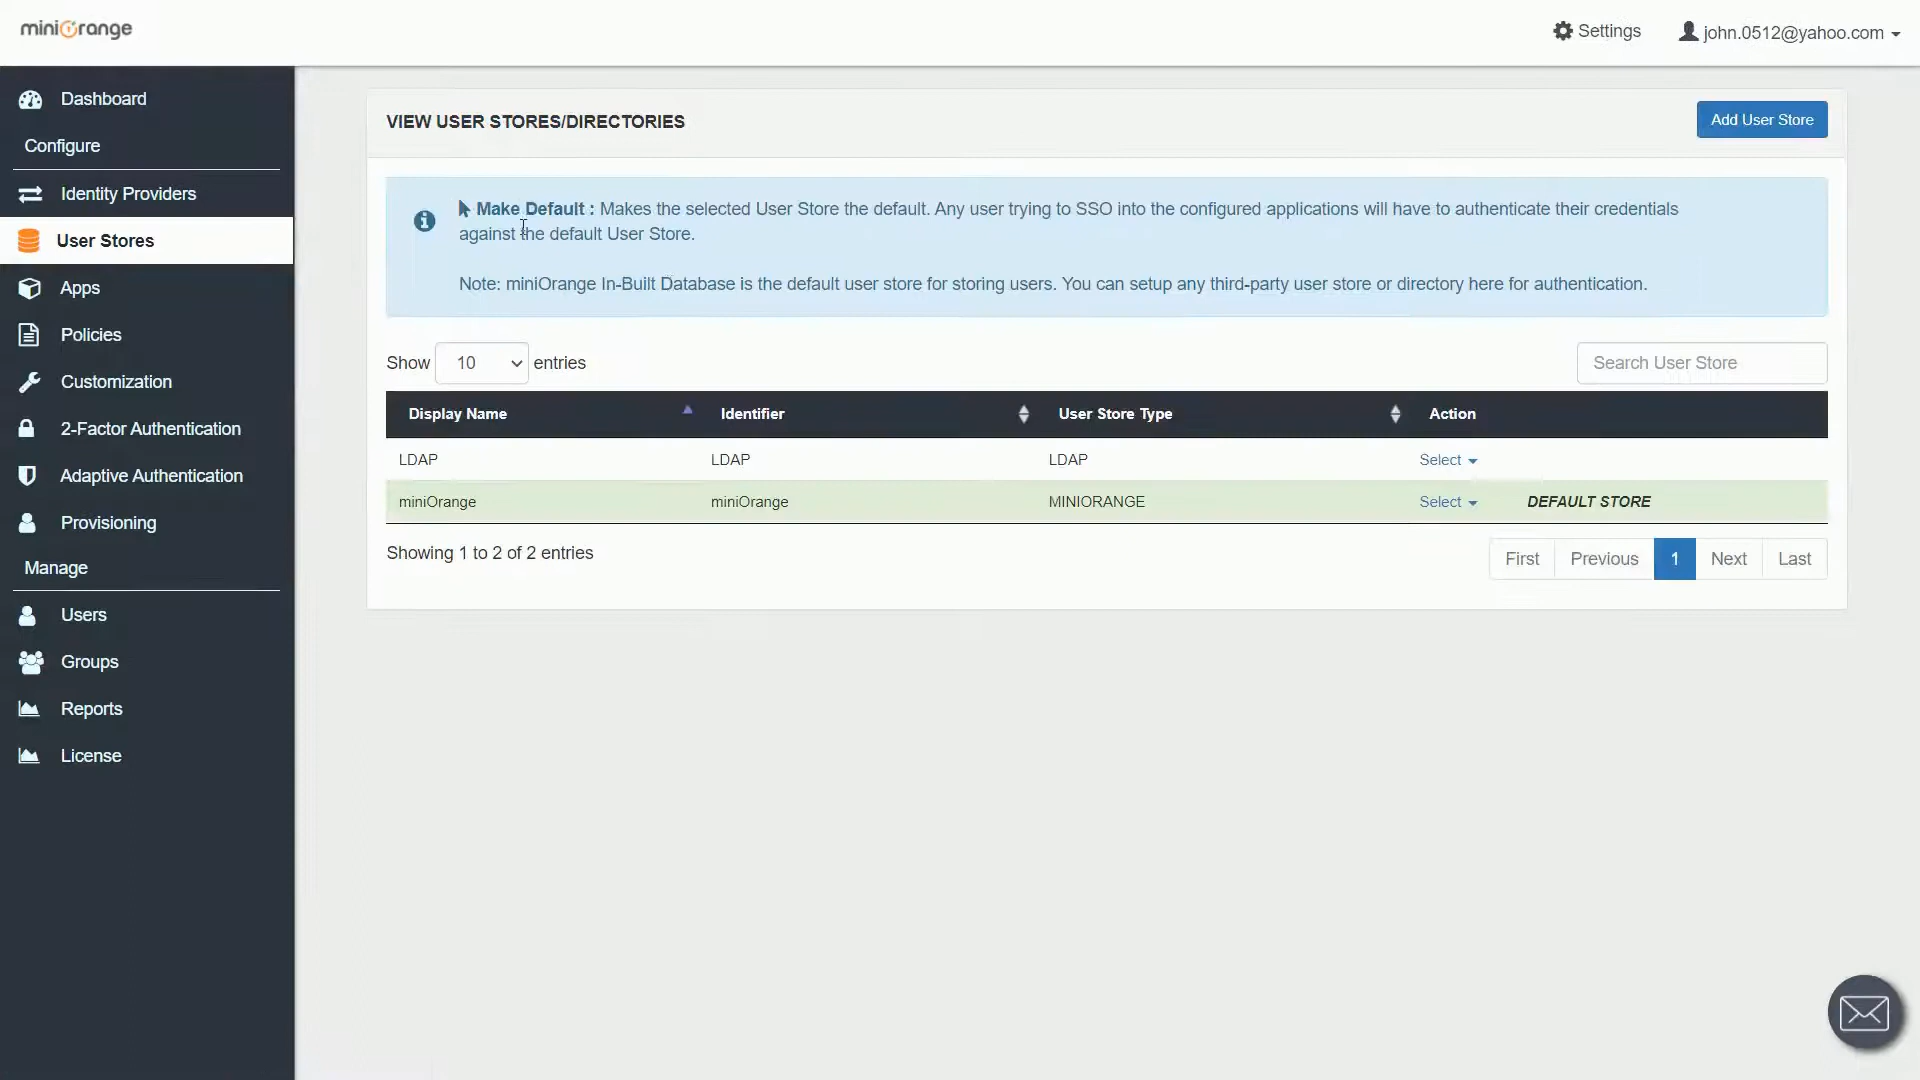 miniOrange
Settings
john.0512@yahoo.com
Dashboard
Configure
Identity Providers
User Stores
Apps
Policies
Customization
2-Factor Authentication
Adaptive Authentication
Provisioning
Manage
Users
Groups
Reports
License
VIEW USER STORES/DIRECTORIES
Add User Store
Make Default : Makes the selected User Store the default. Any user trying to SSO into the configured applications will have to authenticate their credentials
against the default User Store.
Note: miniOrange In-Built Database is the default user store for storing users. You can setup any third-party user store or directory here for authentication.
Show 10 entries
Search User Store
Display Name Identifier User Store Type Action
LDAP LDAP LDAP Select
miniOrange miniOrange MINIORANGE Select DEFAULT STORE
Showing 1 to 2 of 2 entries
First Previous 1 Next Last